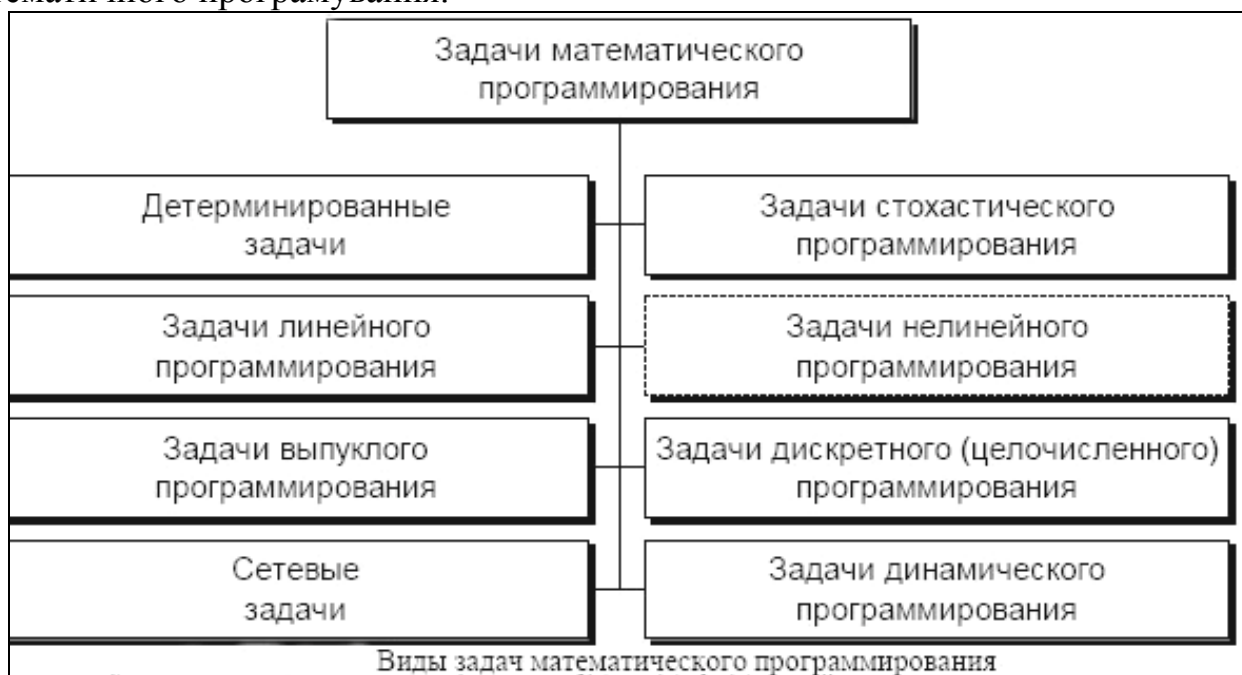 програмування.
Задачи математического
программирования
Детерминированные
задачи
Задачи стохастического
программирования
Задачи линейного
программирования
Задачи нелинейного
программирования
Задачи выпуклого
программирования
Задачи дискретного (целочисленного)
программирования
Сетевые
задачи
Задачи динамического
программирования
Виды задач математического программирования